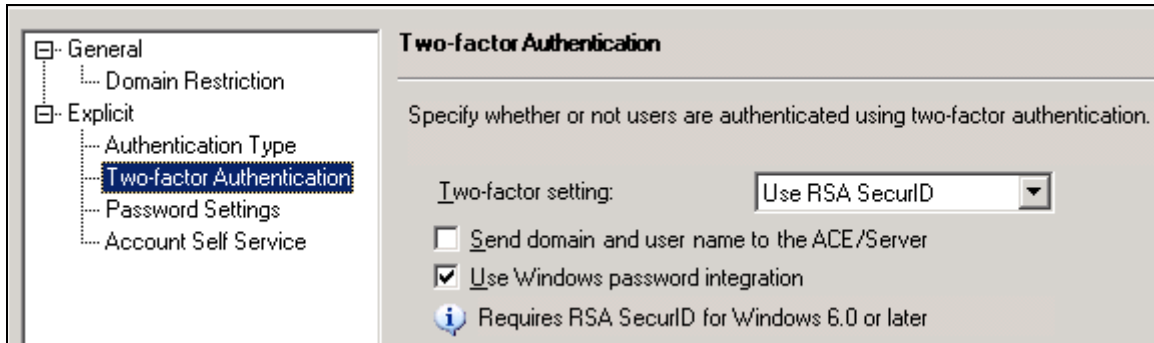 General
Domain Restriction
Explicit
Authentication Type
Two-factor Authentication
Password Settings
Account Self Service
Two-factor Authentication
Specify whether or not users are authenticated using two-factor authentication.
Two-factor setting: Use RSA SecurID
Send domain and user name to the ACE/Server
Use Windows password integration
Requires RSA SecurID for Windows 6.0 or later